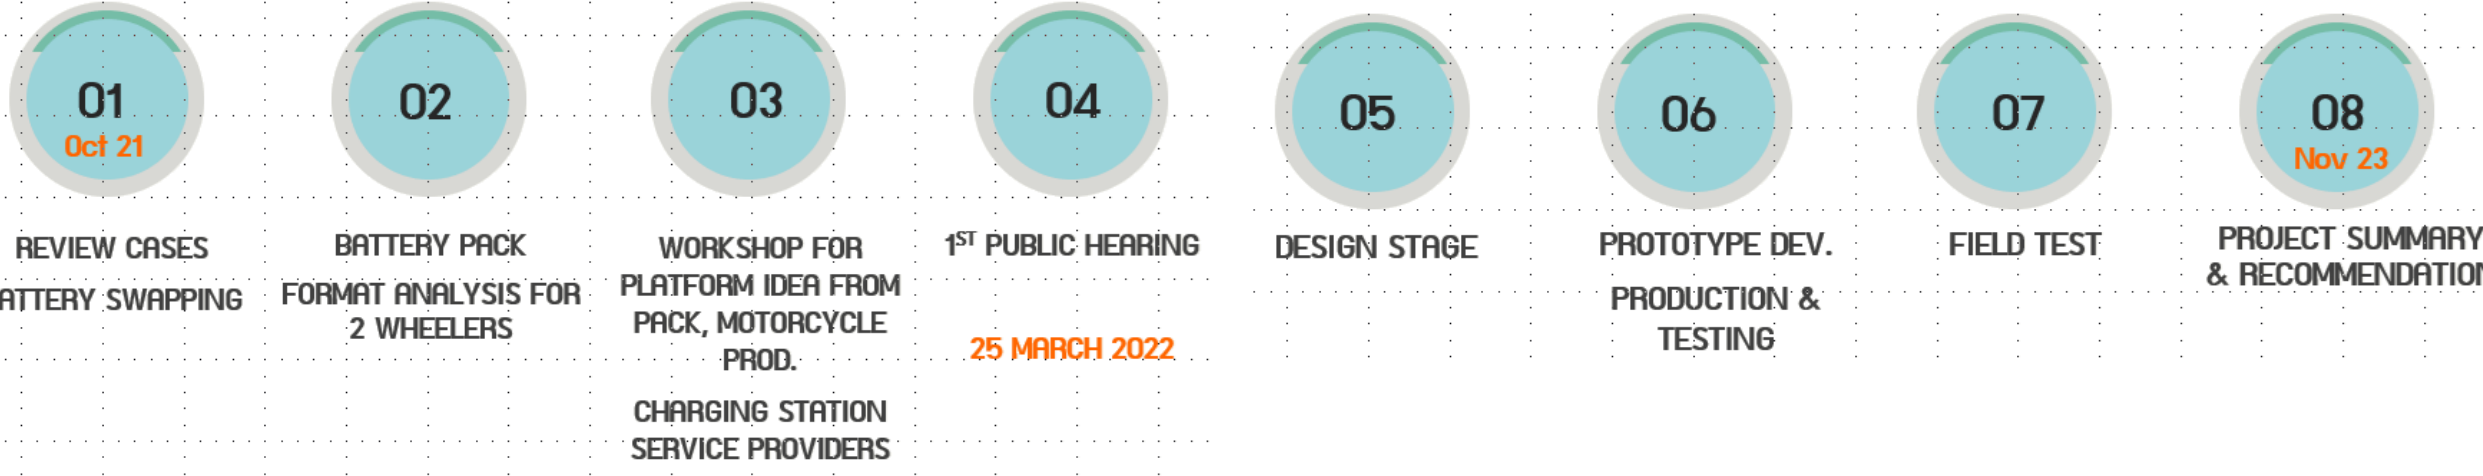 01
Oct 21
REVIEW CASES
ATTERY SWAPPING
02
BATTERY PACK
FORMAT ANALYSIS FOR
2 WHEELERS
03
WORKSHOP FOR
PLATFORM IDEA FROM
PACK, MOTORCYCLE
PROD.
CHARGING STATION
SERVICE PROVIDERS
04
1ST PUBLIC HEARING
25 MARCH 2022
05
DESIGN STAGE
06
PROTOTYPE DEV.
PRODUCTION &
TESTING
07
FIELD TEST
08
Nov 23
PROJECT SUMMARY
& RECOMMENDATION